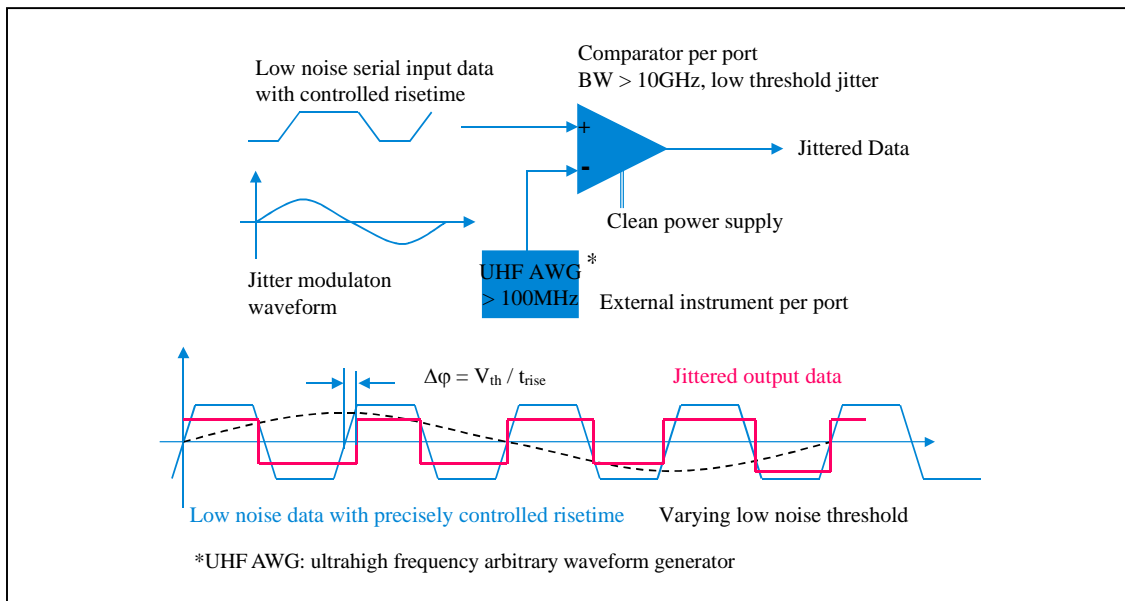 Comparator per port
BW > 10GHz, low threshold jitter
Low noise serial input data
with controlled risetime
+
-
Jittered Data
Clean power supply
Jitter modulaton
waveform
UHF AWG *
> 100MHz
External instrument per port
Δφ = Vth / trise
Jittered output data
Low noise data with precisely controlled risetime
Varying low noise threshold
*UHF AWG: ultrahigh frequency arbitrary waveform generator